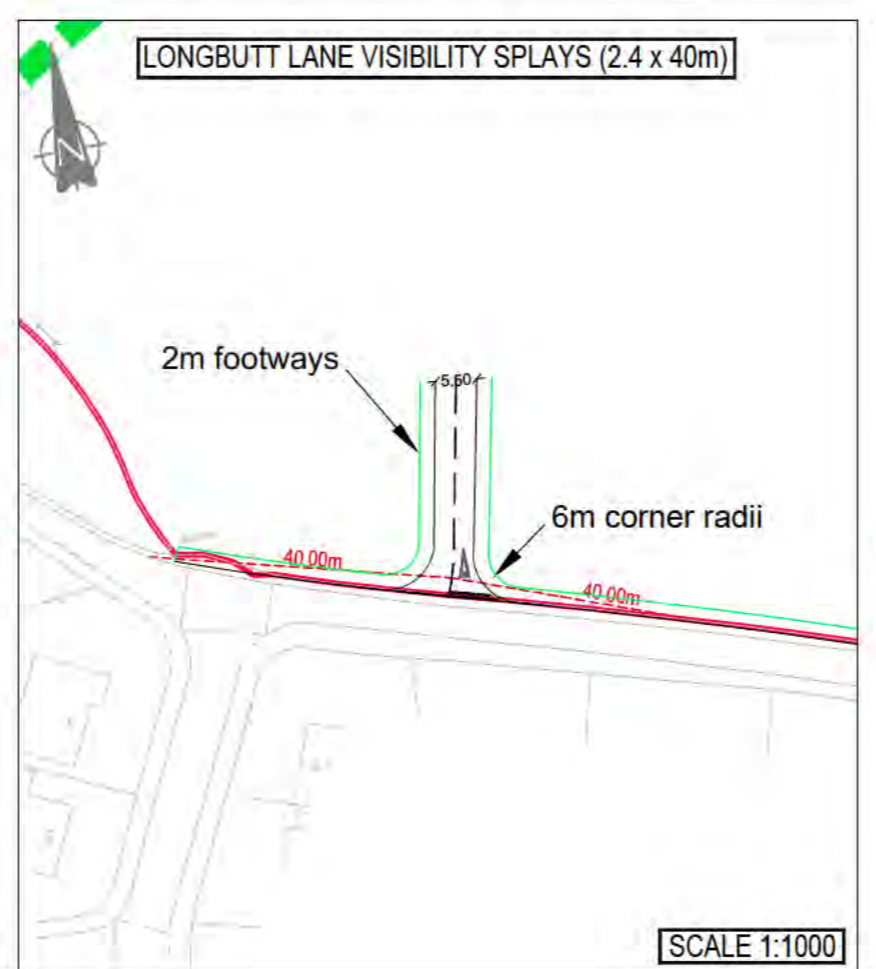 LONGBUTT LANE VISIBILITY SPLAYS (2.4 x 40m)
N
2m footways
5.50
6m corner radii
40.00m
A
40.00m
SCALE 1:1000